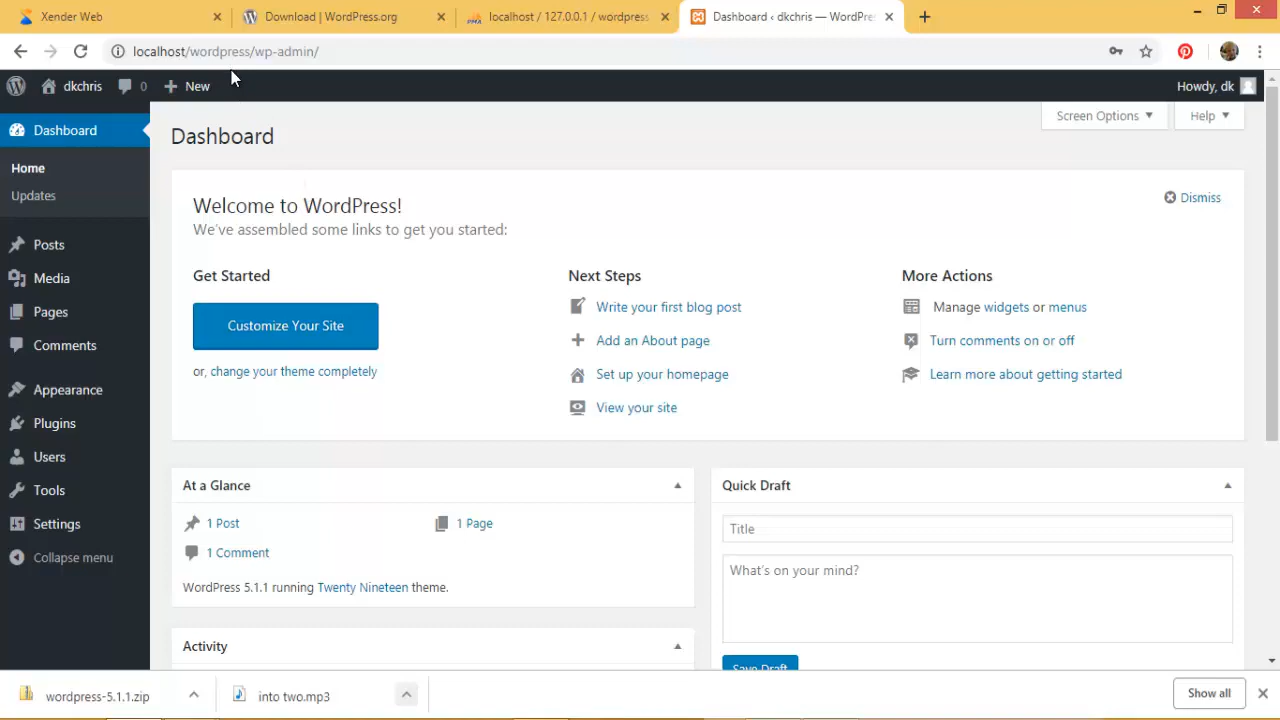 Xender Web
Download | WordPress.org
localhost / 127.0.0.1 / wordpress
Dashboard ‹ dkchris — WordPre
localhost/wordpress/wp-admin/
dkchris
0
New
Howdy, dk
Dashboard
Home
Updates
Posts
Media
Pages
Comments
Appearance
Plugins
Users
Tools
Settings
Collapse menu
Screen Options
Help
Dashboard
Welcome to WordPress!
We've assembled some links to get you started:
Dismiss
Get Started
Customize Your Site
or, change your theme completely
Next Steps
Write your first blog post
Add an About page
Set up your homepage
View your site
More Actions
Manage widgets or menus
Turn comments on or off
Learn more about getting started
At a Glance
1 Post
1 Page
1 Comment
WordPress 5.1.1 running Twenty Nineteen theme.
Activity
Quick Draft
Title
What's on your mind?
Save Draft
wordpress-5.1.1.zip
into two.mp3
Show all